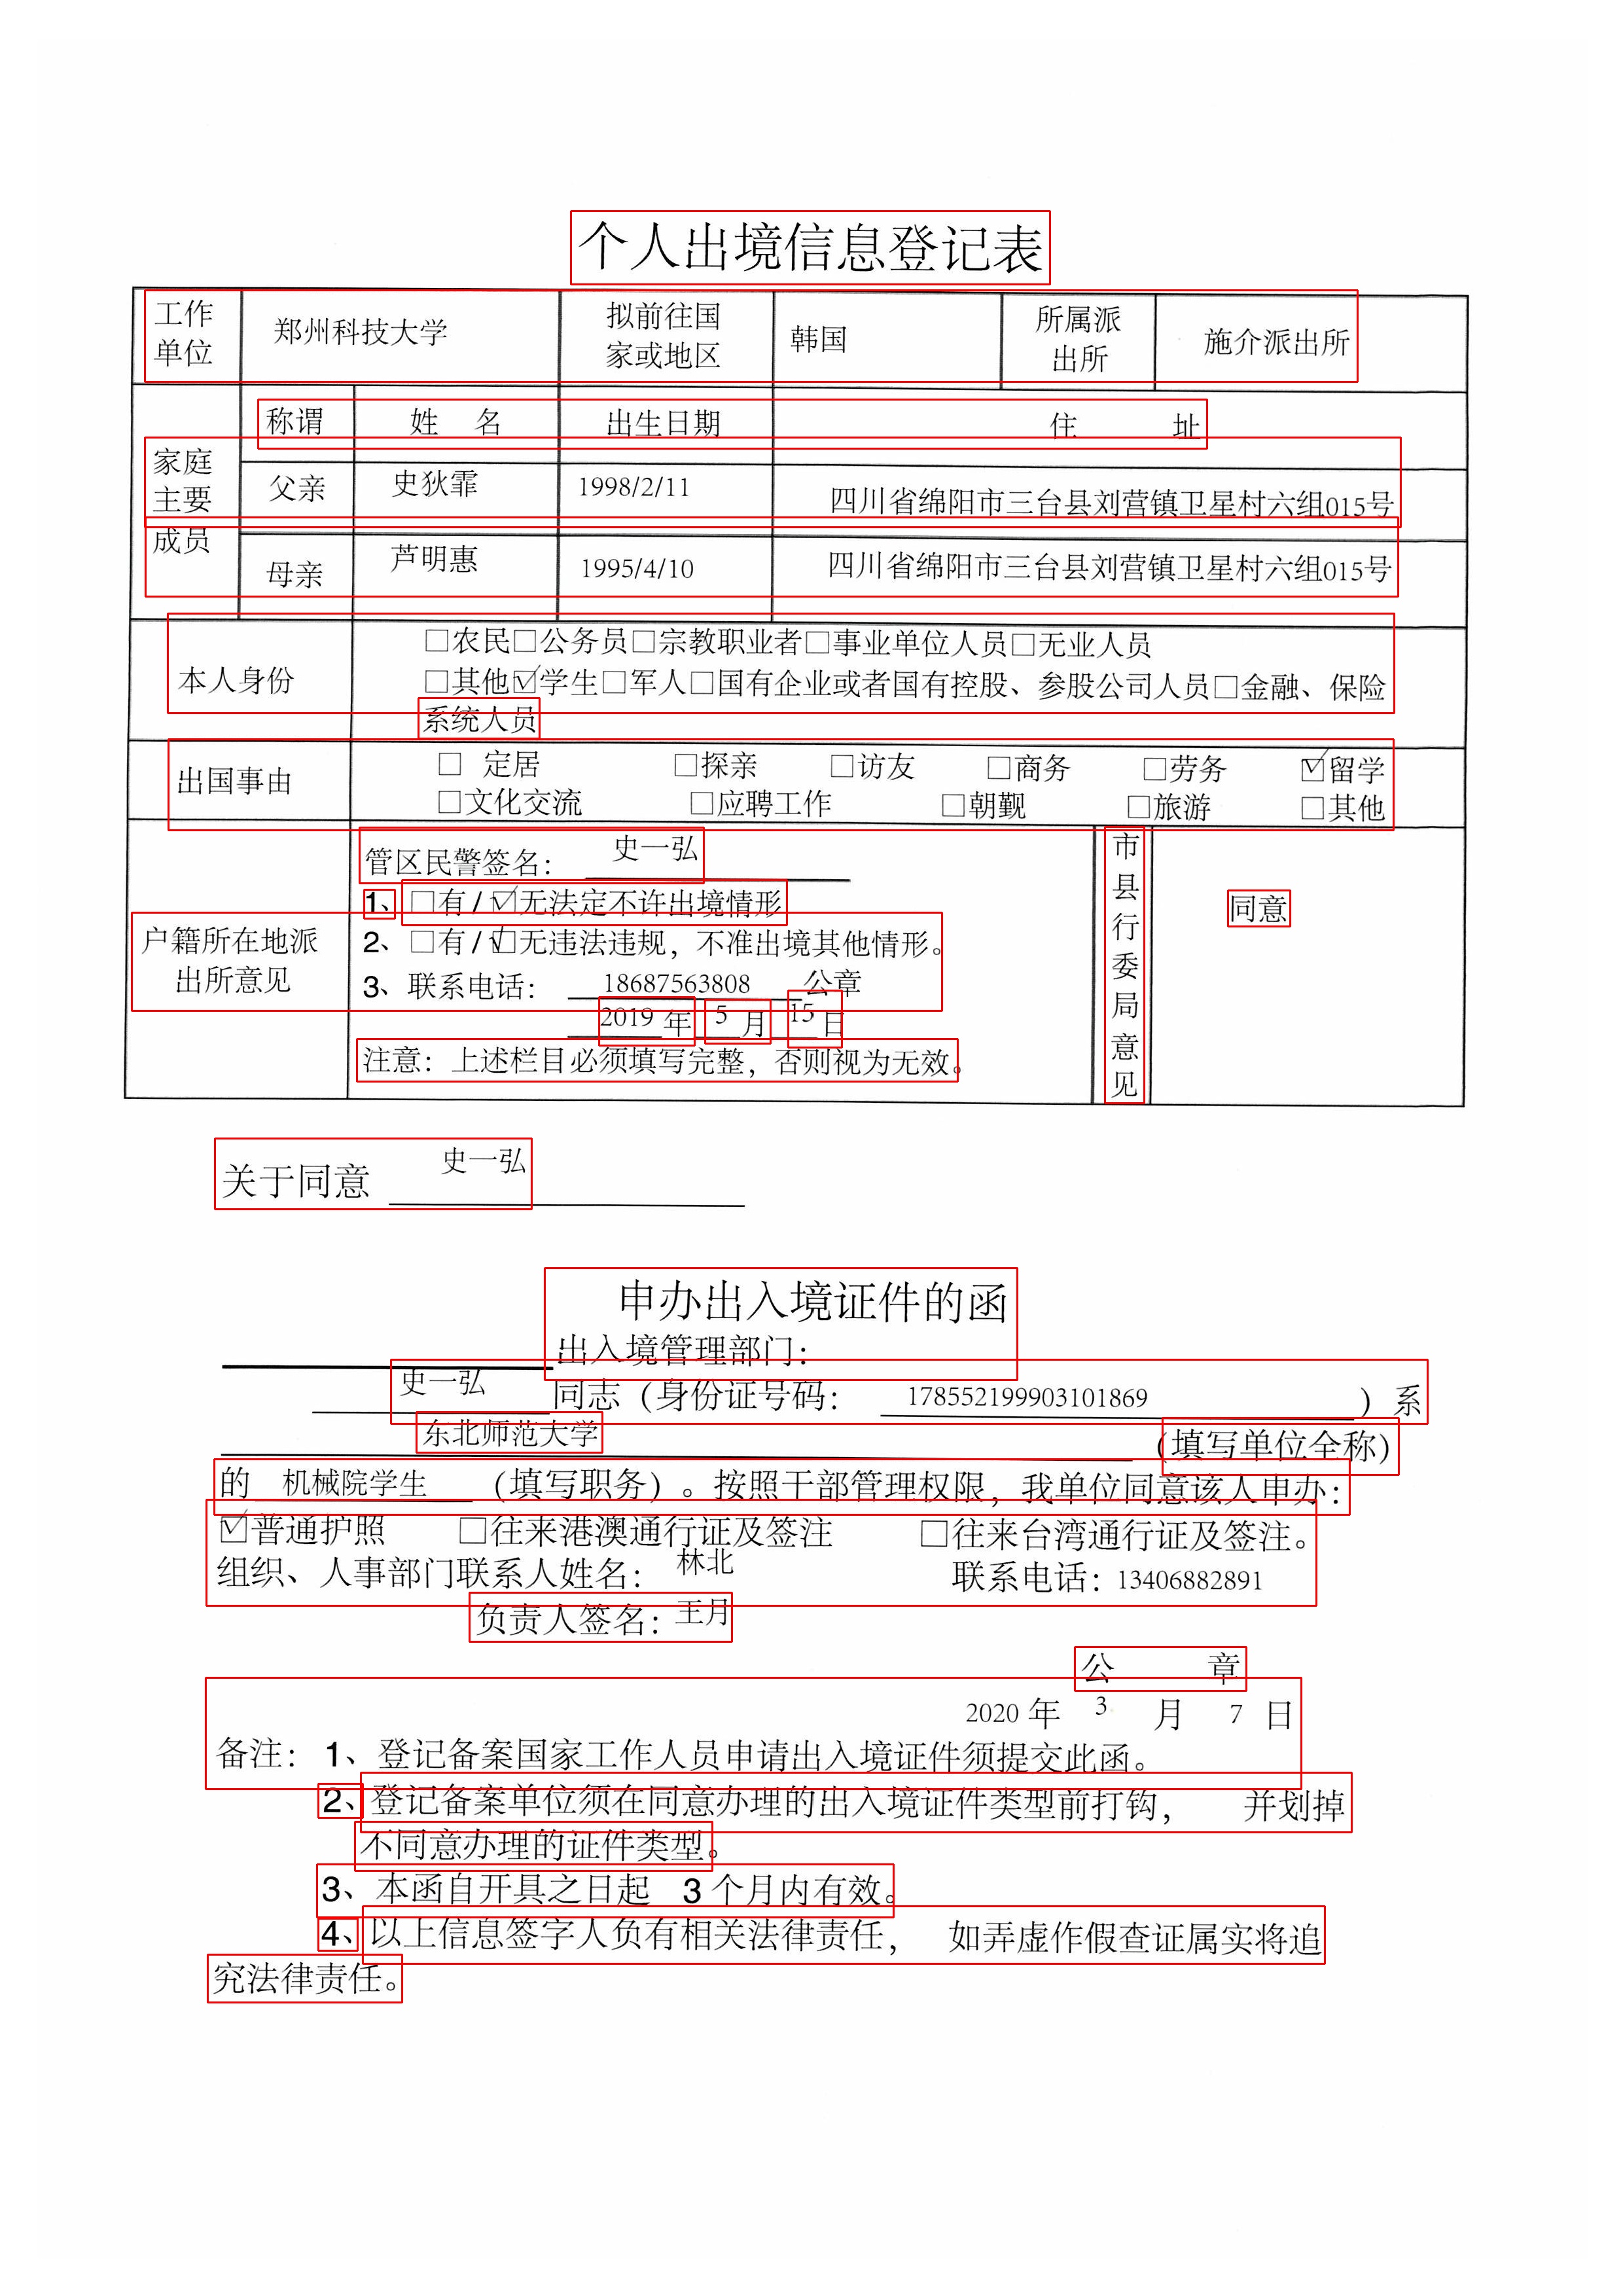 个人出境信息登记表
工作单位 郑州科技大学 拟前往国家或地区 韩国 所属派出所 施介派出所
家庭主要成员 称谓 姓 名 出生日期 住 址
父亲 史狄霏 1998/2/11 四川省绵阳市三台县刘营镇卫星村六组015号
母亲 芦明惠 1995/4/10 四川省绵阳市三台县刘营镇卫星村六组015号
本人身份 □农民□公务员□宗教职业者□事业单位人员□无业人员
□其他☑学生□军人□国有企业或者国有控股、参股公司人员□金融、保险
系统人员
出国事由 □ 定居 □探亲 □访友 □商务 □劳务 ☑留学
□文化交流 □应聘工作 □朝觐 □旅游 □其他
户籍所在地派出所意见
管区民警签名： 史一弘
1、□有/☑无法定不许出境情形
2、□有/☑无违法违规，不准出境其他情形。
3、联系电话： 18687563808 公章
2019 年 5 月 15 日
注意：上述栏目必须填写完整，否则视为无效。
市县行委局意见
同意
关于同意 史一弘
申办出入境证件的函
出入境管理部门：
史一弘 同志（身份证号码： 178552199903101869 ）系
东北师范大学 (填写单位全称)
的 机械院学生 （填写职务）。按照干部管理权限，我单位同意该人申办：
☑普通护照 □往来港澳通行证及签注 □往来台湾通行证及签注。
组织、人事部门联系人姓名： 林北 联系电话：13406882891
负责人签名：王月
公 章
2020 年 3 月 7 日
备注： 1、登记备案国家工作人员申请出入境证件须提交此函。
2、登记备案单位须在同意办理的出入境证件类型前打钩， 并划掉
不同意办理的证件类型。
3、本函自开具之日起 3 个月内有效。
4、以上信息签字人负有相关法律责任， 如弄虚作假查证属实将追
究法律责任。